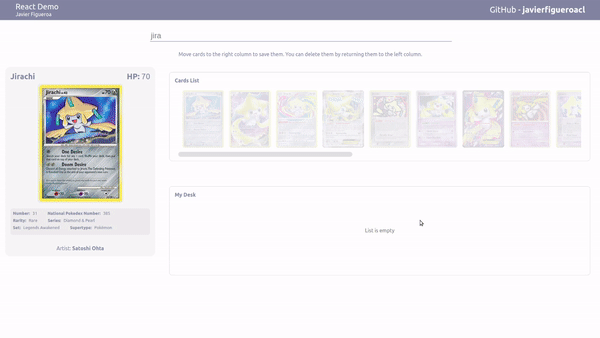 React Demo
Javier Figueroa
GitHub - javierfigueroacl
jira
Move cards to the right column to save them. You can delete them by returning them to the left column.
Jirachi
HP: 70
Jirachi
Doom Desire
Number: 31 National Pokedex Number: 385
Rarity: Rare Series: Diamond & Pearl
Set: Legends Awakened Supertype: Pokémon
Artist: Satoshi Ohta
Cards List
My Desk
List is empty